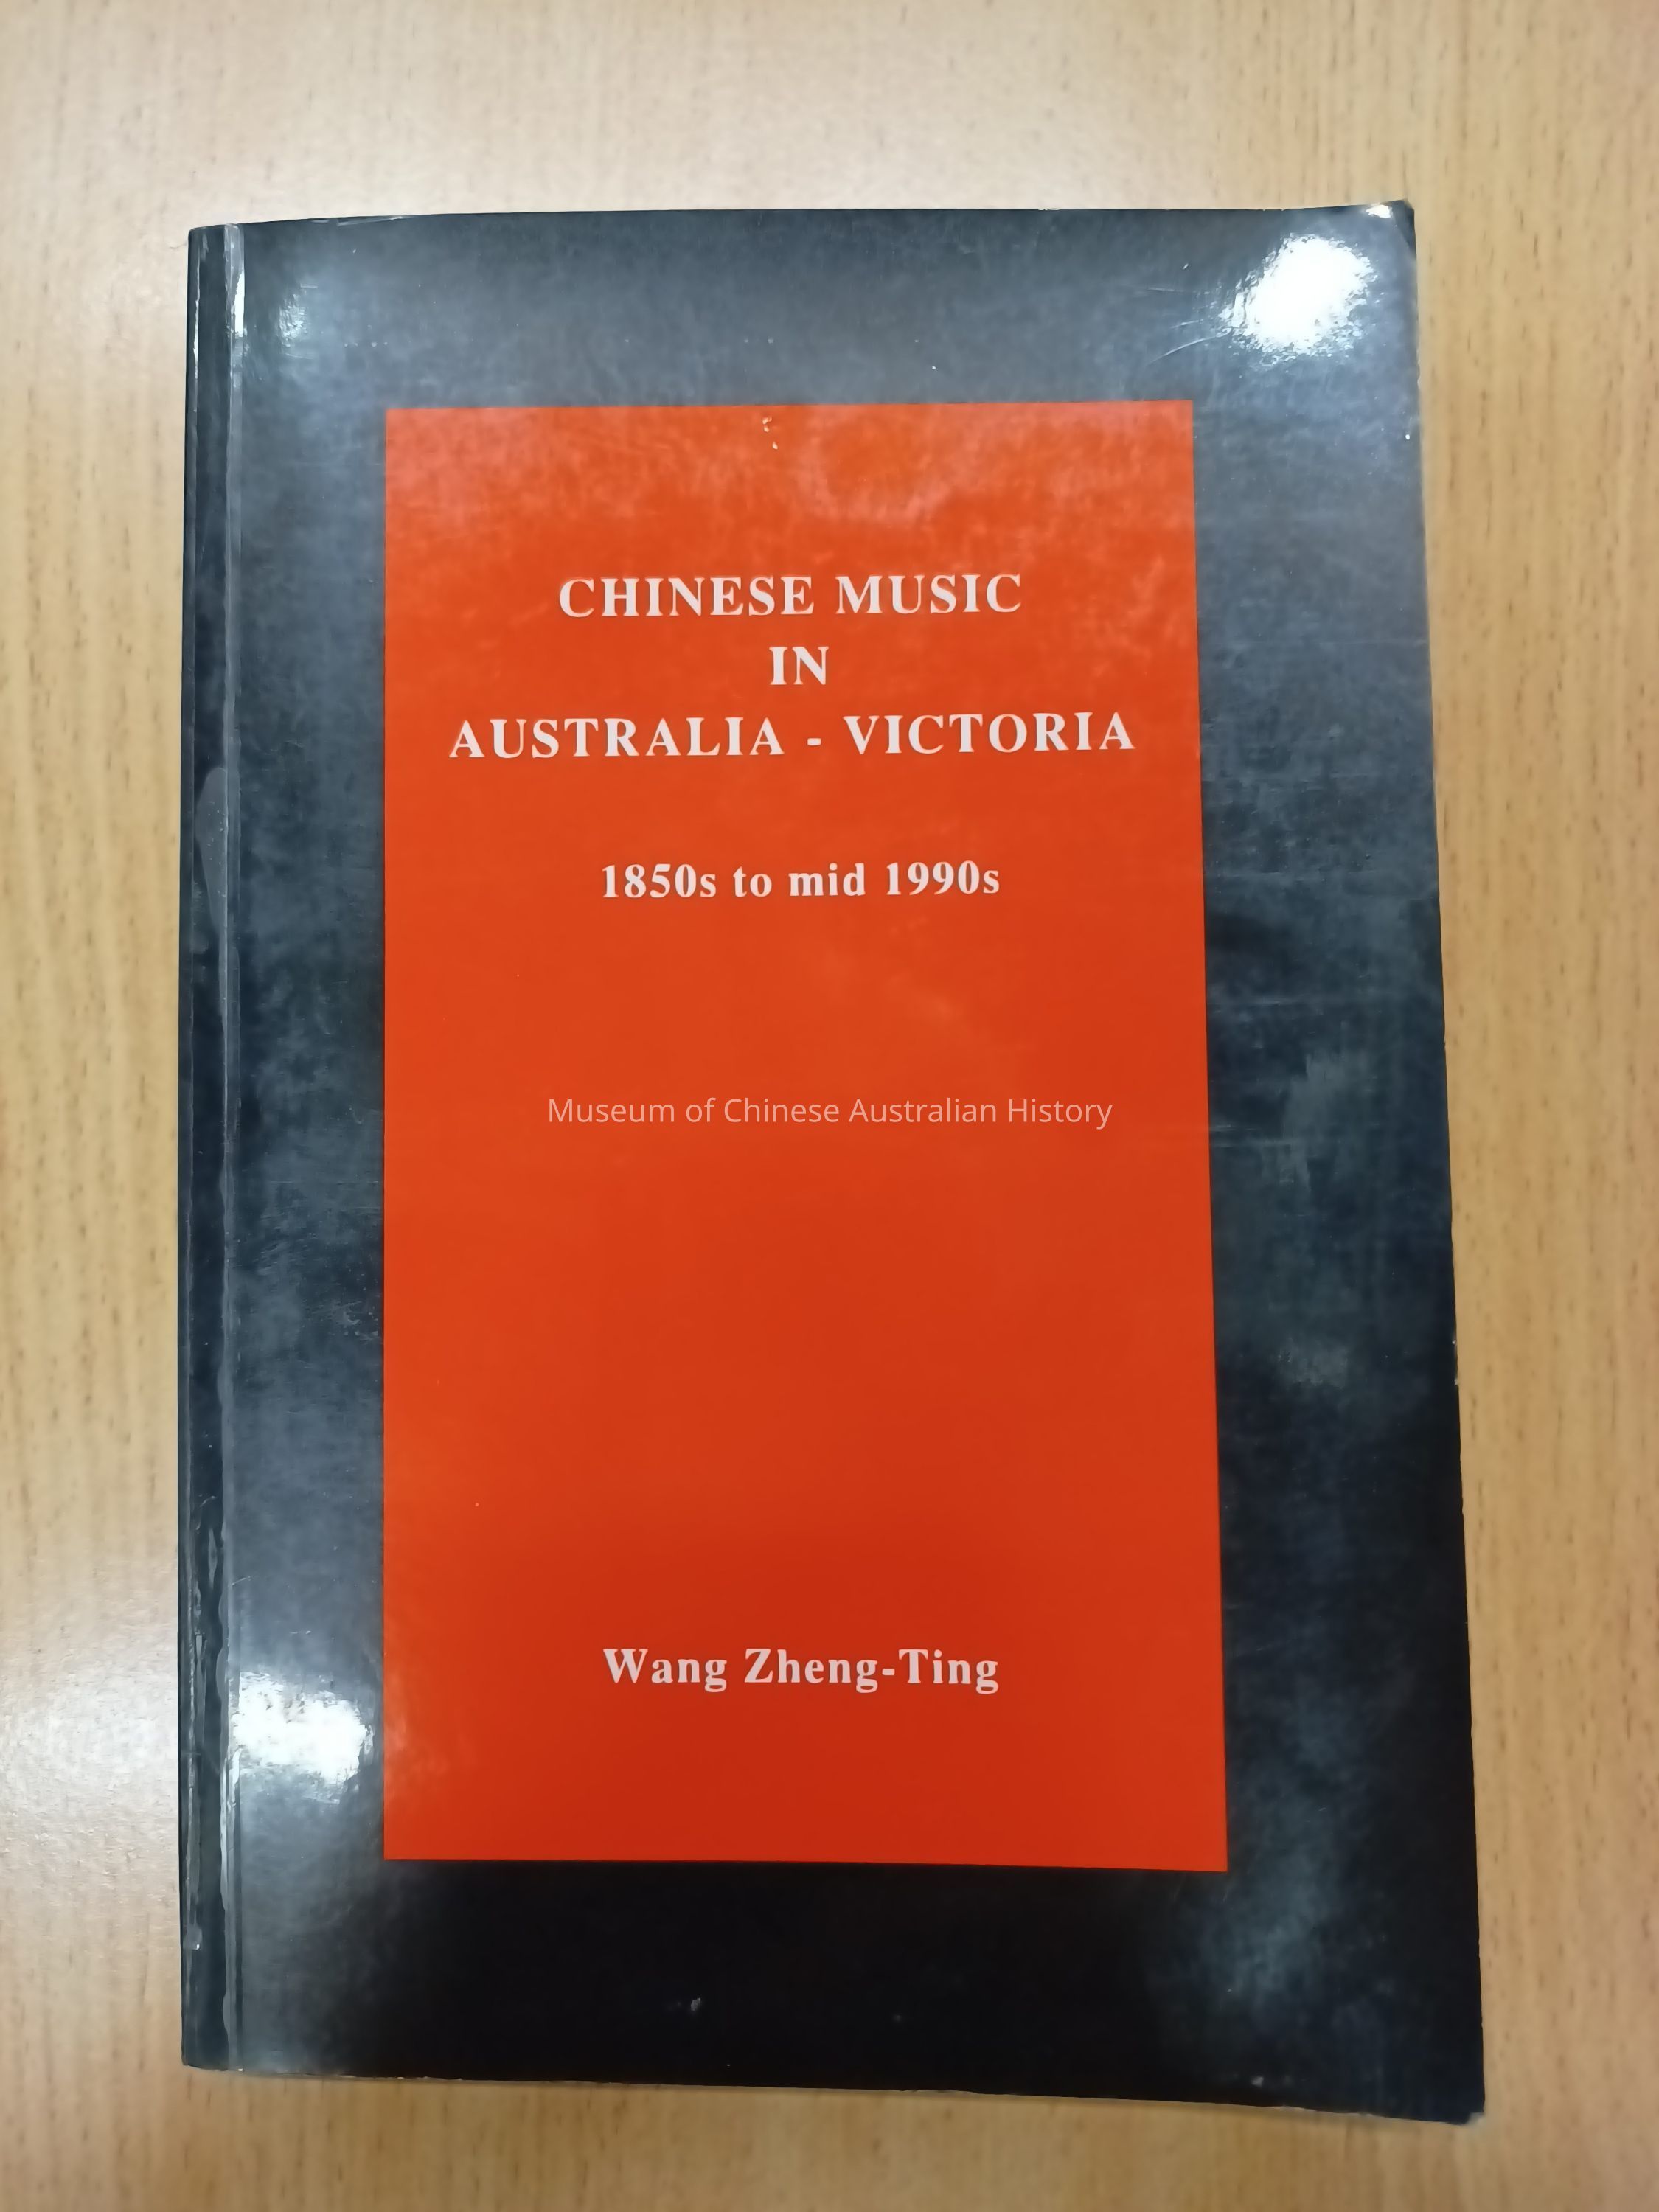 CHINESE MUSIC
IN
AUSTRALIA - VICTORIA
1850s to mid 1990s
Museum of Chinese Australian History
Wang Zheng-Ting